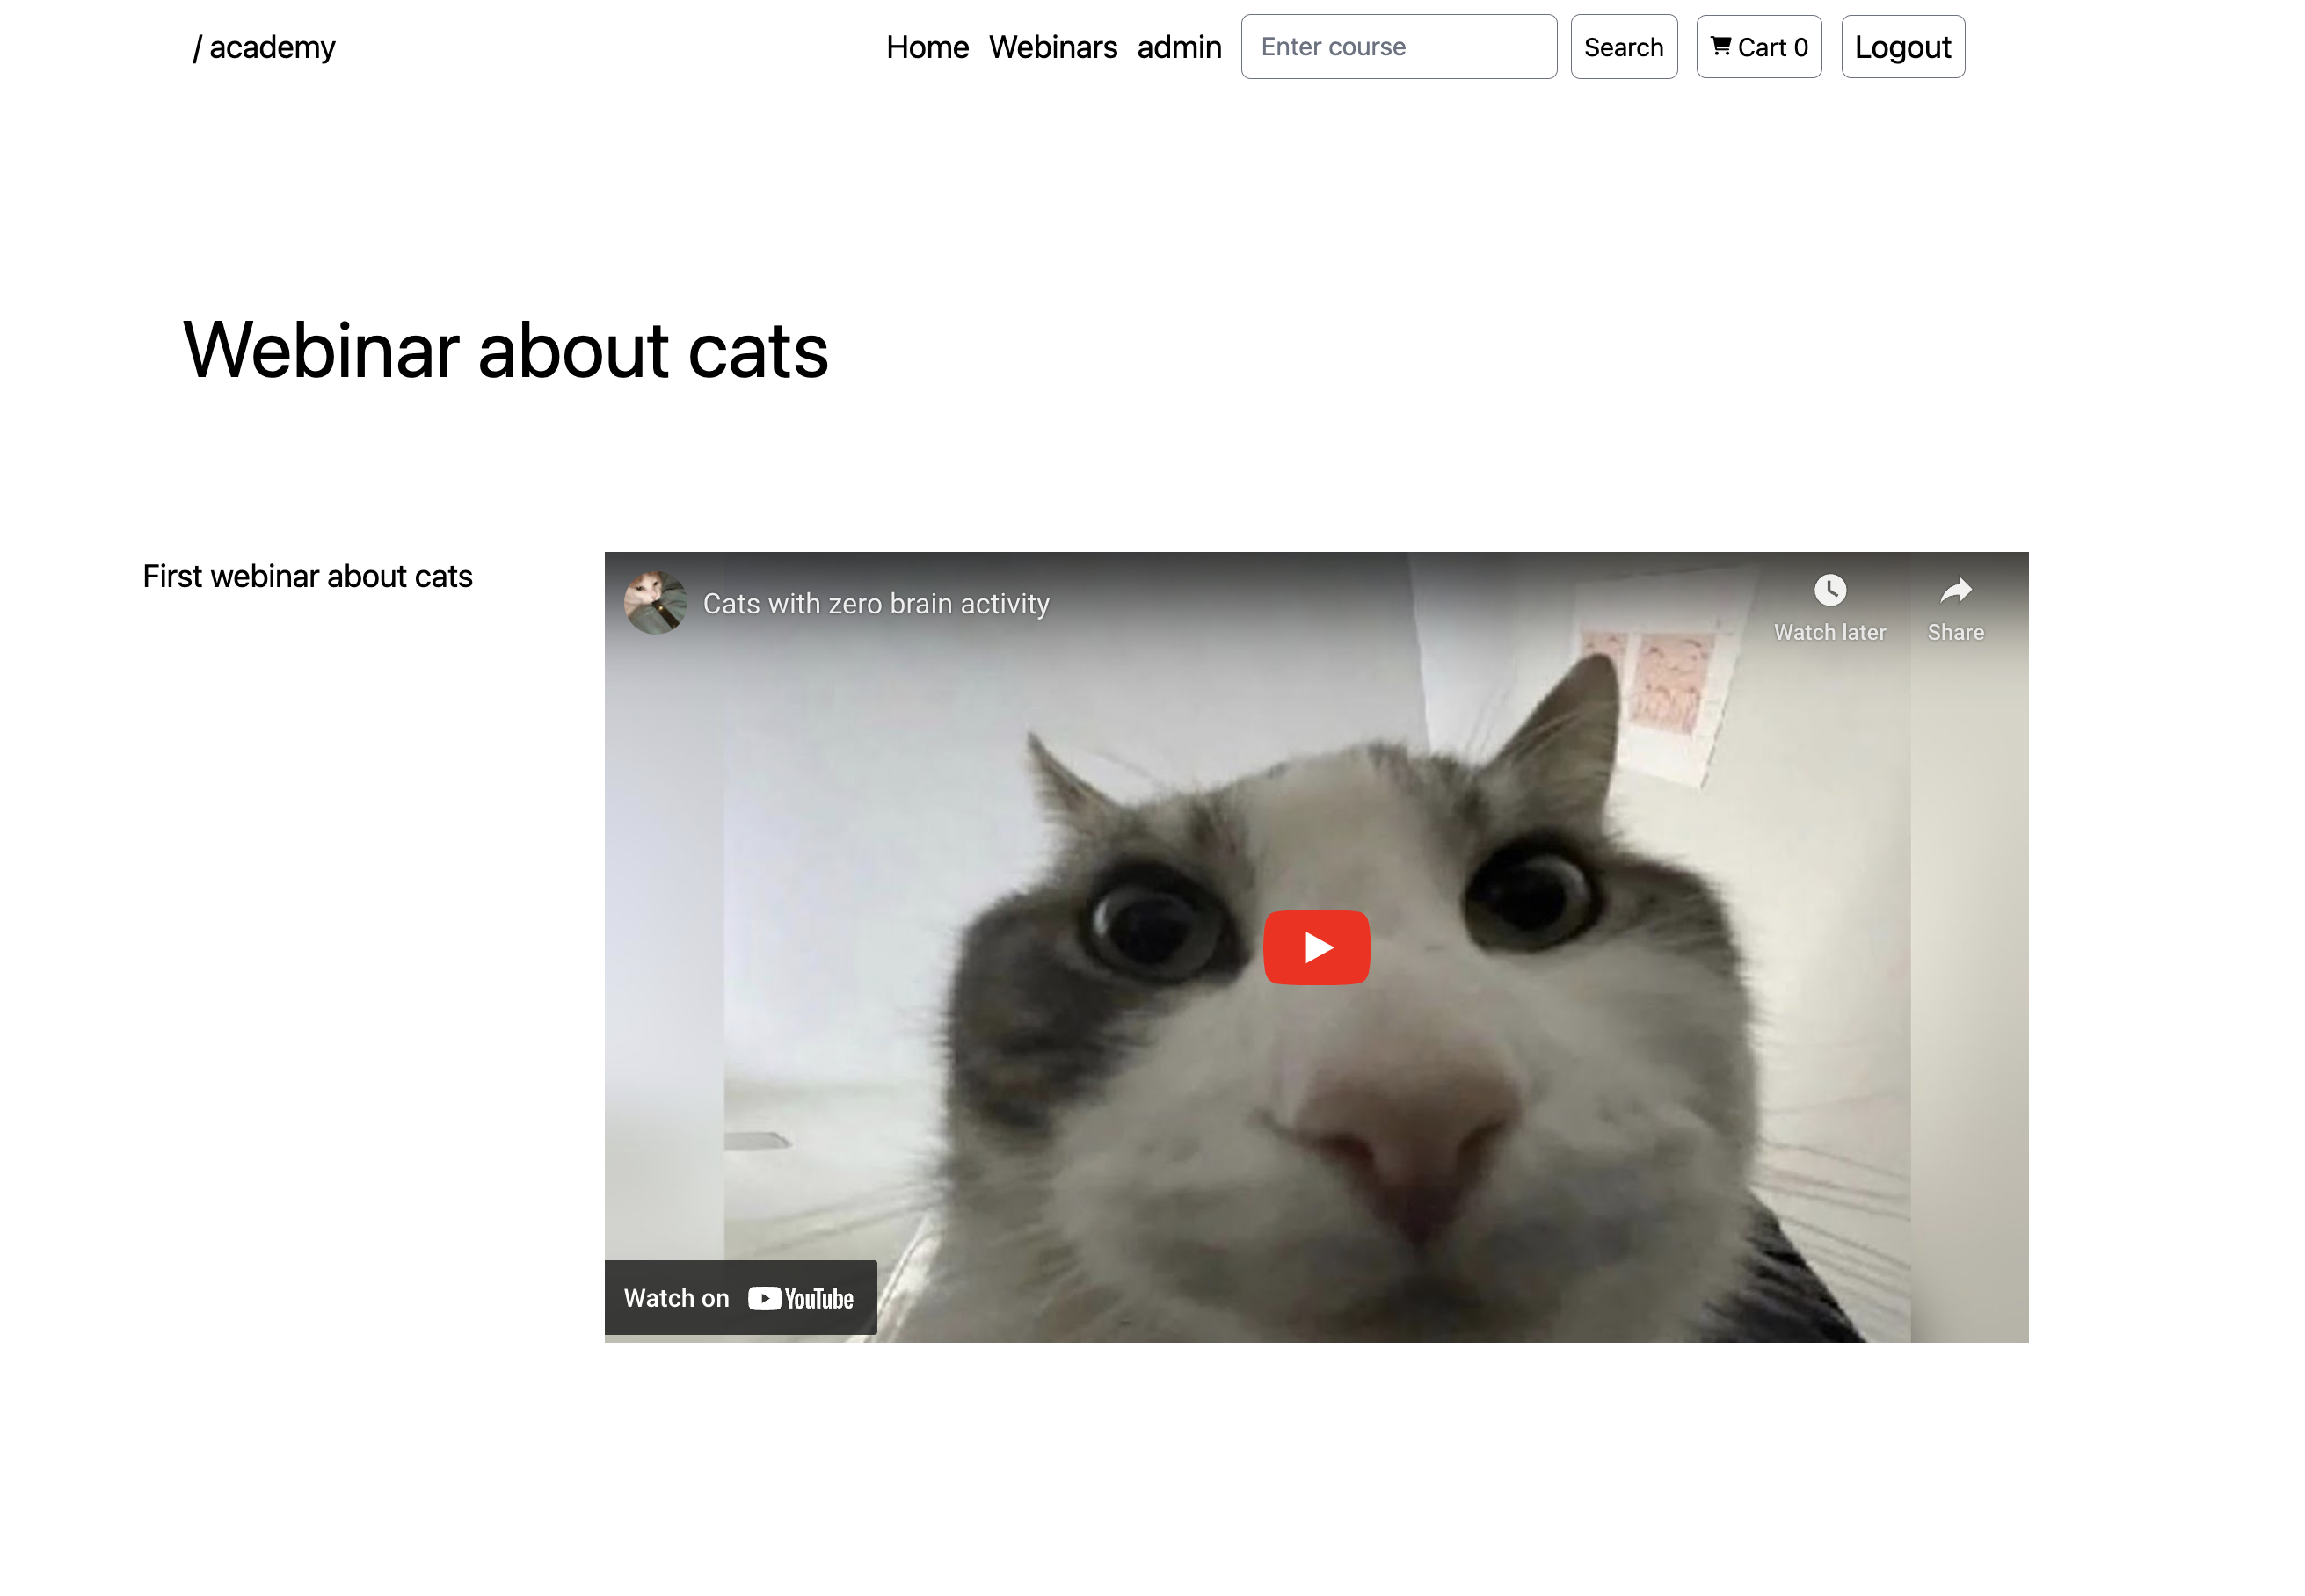 / academy
Home Webinars admin Enter course Search Cart 0 Logout
Webinar about cats
First webinar about cats
Cats with zero brain activity
Watch later Share
Watch on YouTube